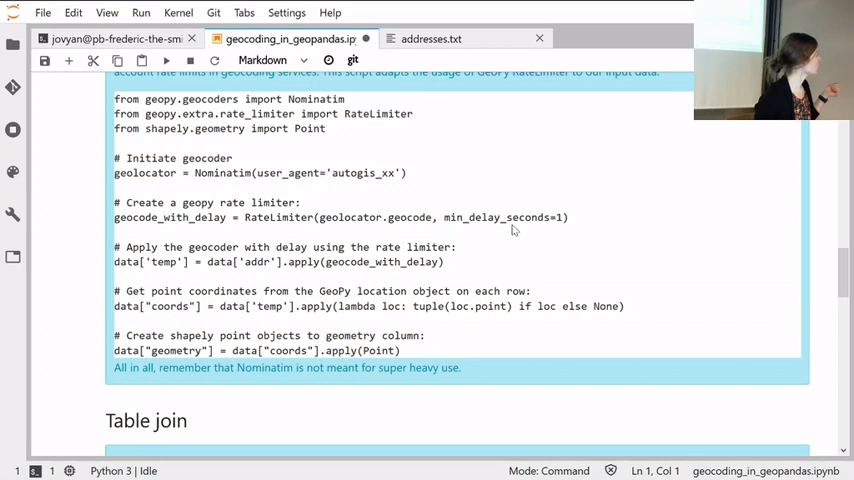 File Edit View Run Kernel Git Tabs Settings Help
jovyan@pb-frederic-the-smi
geocoding_in_geopandas.ipy
addresses.txt
Markdown
git
account rate limits in geocoding services. This script adapts the usage of GeoPy RateLimiter to our input data.
from geopy.geocoders import Nominatim
from geopy.extra.rate_limiter import RateLimiter
from shapely.geometry import Point
# Initiate geocoder
geolocator = Nominatim(user_agent='autogis_xx')
# Create a geopy rate limiter:
geocode_with_delay = RateLimiter(geolocator.geocode, min_delay_seconds=1)
# Apply the geocoder with delay using the rate limiter:
data['temp'] = data['addr'].apply(geocode_with_delay)
# Get point coordinates from the GeoPy location object on each row:
data["coords"] = data['temp'].apply(lambda loc: tuple(loc.point) if loc else None)
# Create shapely point objects to geometry column:
data["geometry"] = data["coords"].apply(Point)
All in all, remember that Nominatim is not meant for super heavy use.
Table join
1 1 Python 3 | Idle Mode: Command Ln 1, Col 1 geocoding_in_geopandas.ipynb